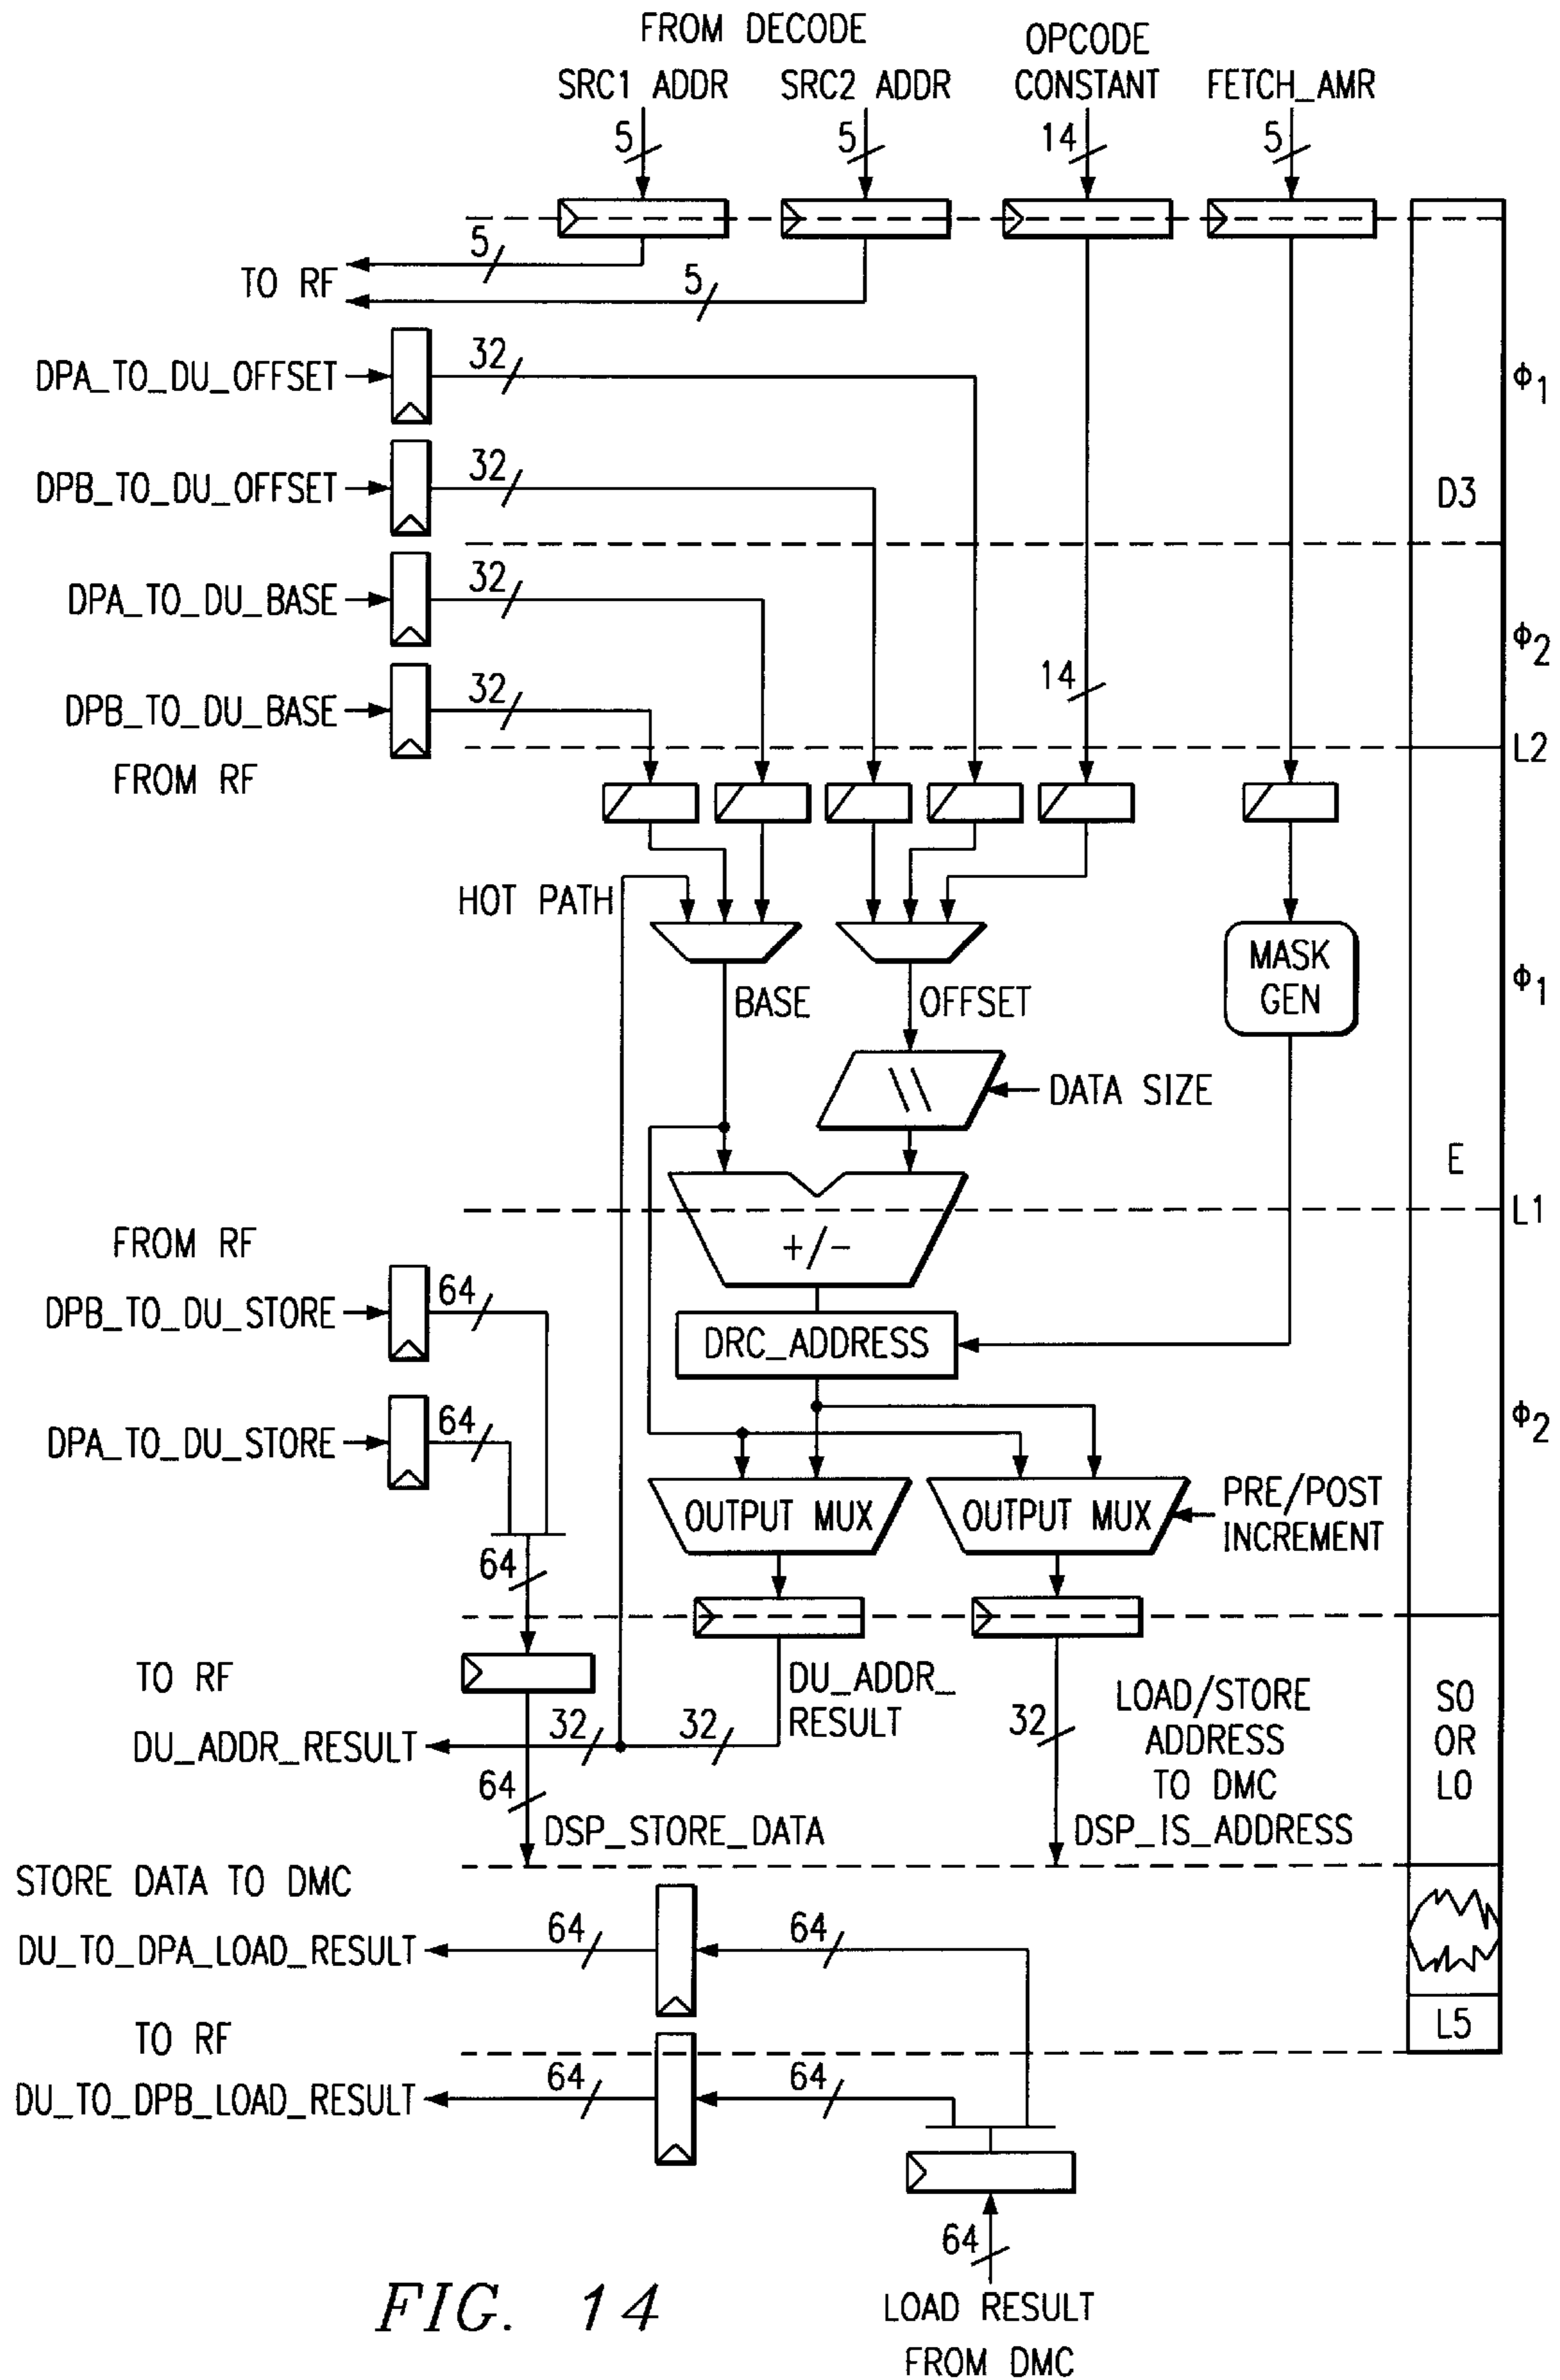 FROM DECODE
SRC1 ADDR
SRC2 ADDR
OPCODE
CONSTANT
FETCH_AMR
5
5
14
5
5
TO RF
5
DPA_TO_DU_OFFSET
32
Φ1
DPB_TO_DU_OFFSET
32
D3
DPA_TO_DU_BASE
32
Φ2
DPB_TO_DU_BASE
32
14
L2
FROM RF
HOT PATH
BASE
OFFSET
MASK
GEN
Φ1
DATA SIZE
E
L1
FROM RF
+/-
DPB_TO_DU_STORE
64
DRC_ADDRESS
DPA_TO_DU_STORE
64
Φ2
OUTPUT MUX
OUTPUT MUX
PRE/POST
INCREMENT
64
TO RF
DU_ADDR_
RESULT
LOAD/STORE
ADDRESS
TO DMC
DSP_IS_ADDRESS
32
S0
OR
L0
DU_ADDR_RESULT
32
32
64
DSP_STORE_DATA
STORE DATA TO DMC
DU_TO_DPA_LOAD_RESULT
64
64
TO RF
L5
DU_TO_DPB_LOAD_RESULT
64
64
64
LOAD RESULT
FROM DMC
FIG. 14